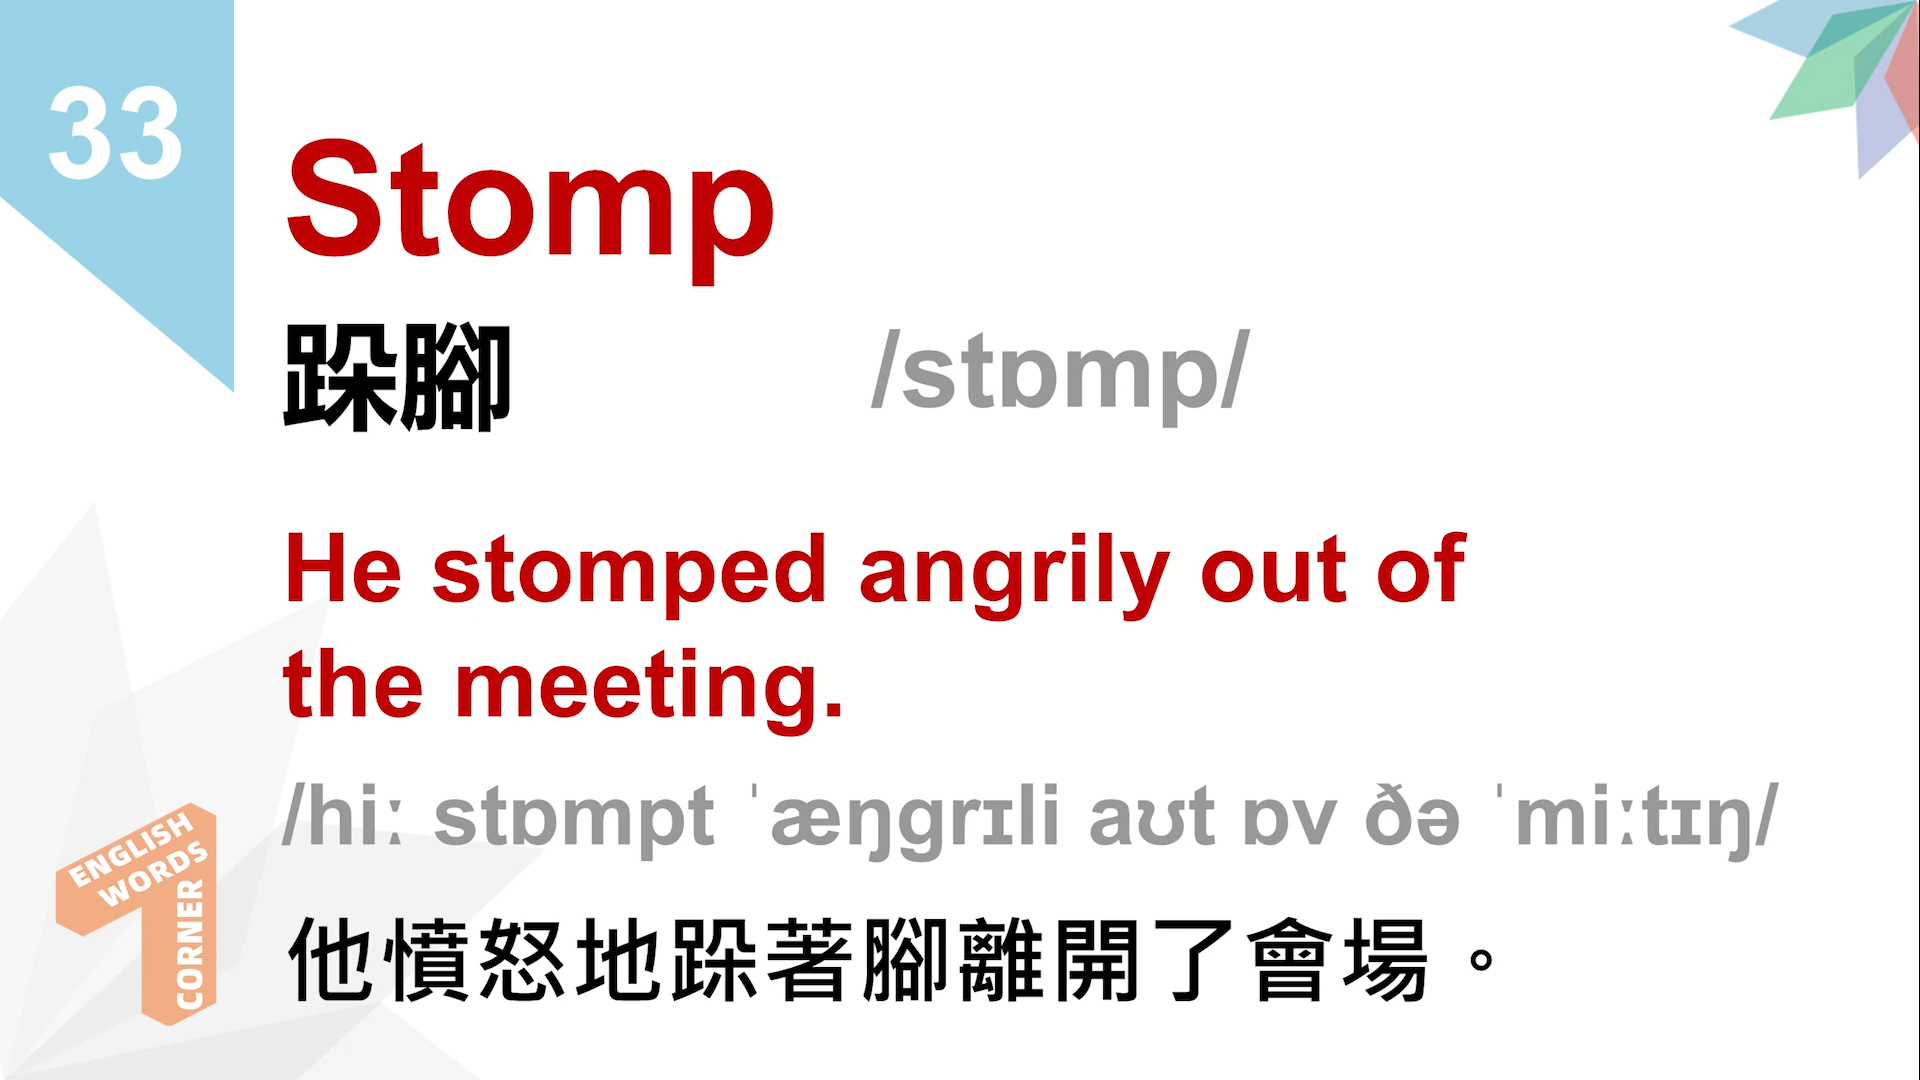 33
Stomp
跺腳 /stɒmp/
He stomped angrily out of
the meeting.
/hiː stɒmpt ˈæŋgrɪli aʊt ɒv ðə ˈmiːtɪŋ/
他憤怒地跺著腳離開了會場。
ENGLISH
WORDS
CORNER